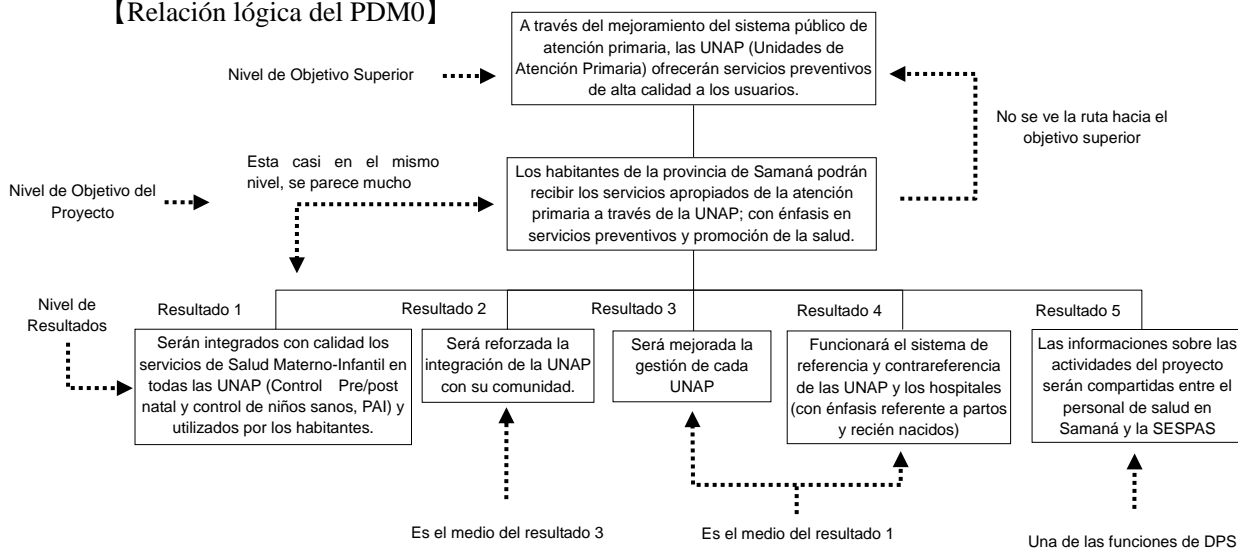 【Relación lógica del PDM0】
A través del mejoramiento del sistema público de
atención primaria, las UNAP (Unidades de
Atención Primaria) ofrecerán servicios preventivos
de alta calidad a los usuarios.
Nivel de Objetivo Superior
No se ve la ruta hacia el
objetivo superior
Esta casi en el mismo
nivel, se parece mucho
Nivel de Objetivo del
Proyecto
Los habitantes de la provincia de Samaná podrán
recibir los servicios apropiados de la atención
primaria a través de la UNAP; con énfasis en
servicios preventivos y promoción de la salud.
Nivel de
Resultados
Resultado 1
Serán integrados con calidad los
servicios de Salud Materno-Infantil en
todas las UNAP (Control Pre/post
natal y control de niños sanos, PAI) y
utilizados por los habitantes.
Resultado 2
Será reforzada la
integración de la UNAP
con su comunidad.
Resultado 3
Será mejorada la
gestión de cada
UNAP
Resultado 4
Funcionará el sistema de
referencia y contrareferencia
de las UNAP y los hospitales
(con énfasis referente a partos
y recién nacidos)
Resultado 5
Las informaciones sobre las
actividades del proyecto
serán compartidas entre el
personal de salud en
Samaná y la SESPAS
Es el medio del resultado 3
Es el medio del resultado 1
Una de las funciones de DPS